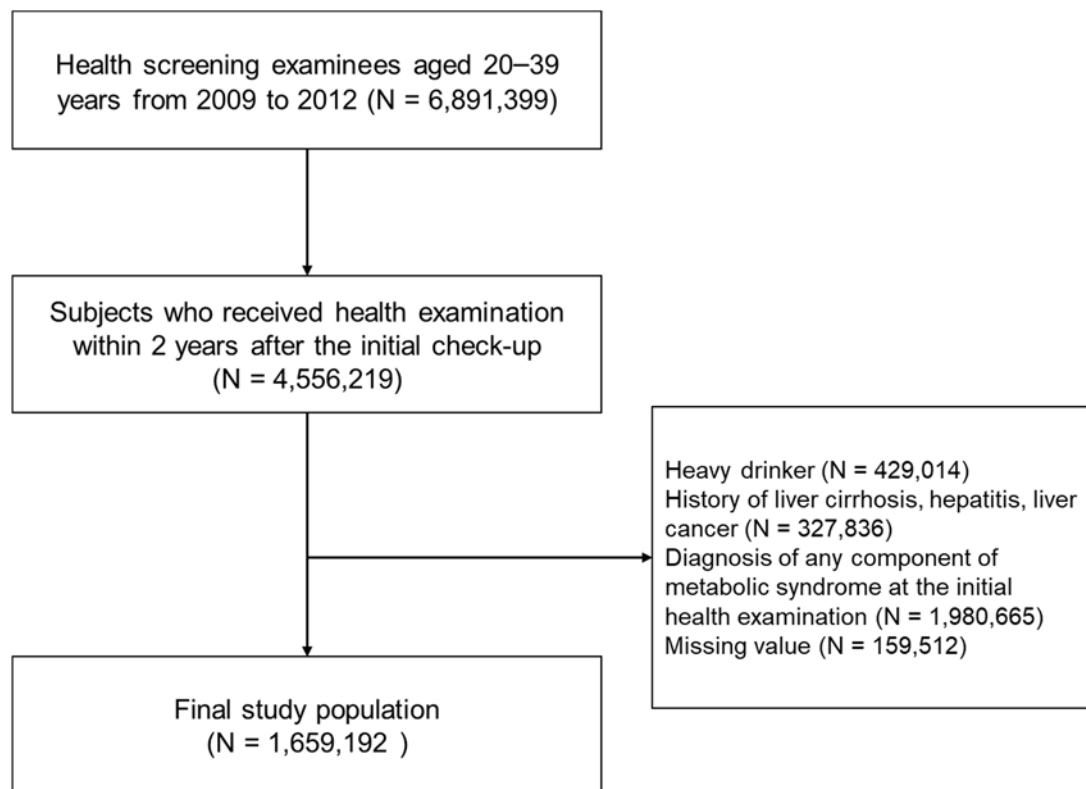 Health screening examinees aged 20–39
years from 2009 to 2012 (N = 6,891,399)
Subjects who received health examination
within 2 years after the initial check-up
(N = 4,556,219)
Heavy drinker (N = 429,014)
History of liver cirrhosis, hepatitis, liver
cancer (N = 327,836)
Diagnosis of any component of
metabolic syndrome at the initial
health examination (N = 1,980,665)
Missing value (N = 159,512)
Final study population
(N = 1,659,192 )